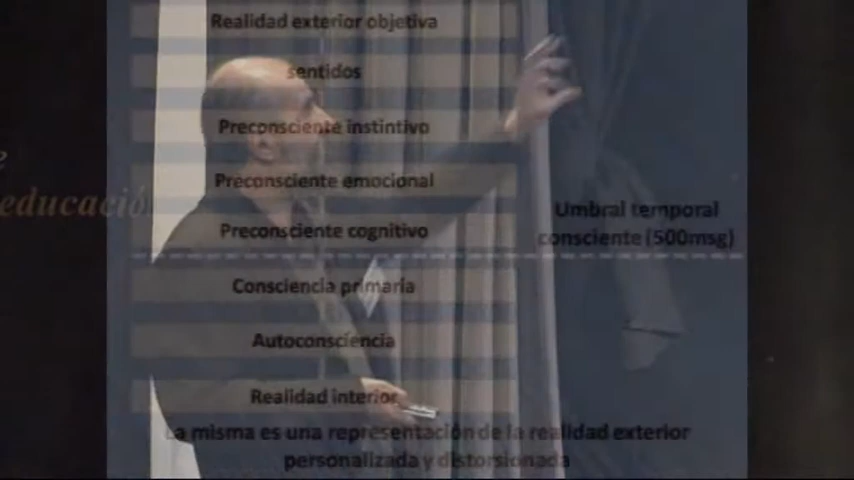 Realidad exterior objetiva
sentidos
Preconsciente instintivo
Preconsciente emocional
Preconsciente cognitivo
Umbral temporal
consciente (500msg)
Consciencia primaria
Autoconsciencia
Realidad interior
La misma es una representación de la realidad exterior
personalizada y distorsionada
e
educació